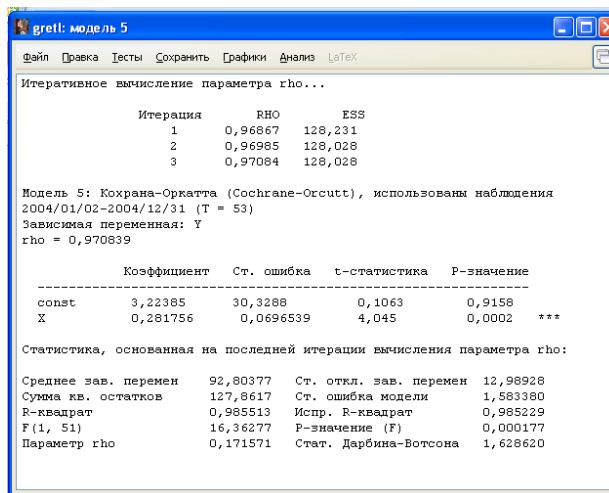 gretl: модель 5
Файл Правка Тесты Сохранить Графики Анализ LaTeX
Итеративное вычисление параметра rho...
Итерация RHO ESS
1 0,96867 128,231
2 0,96985 128,028
3 0,97084 128,028
Модель 5: Кохрана-Оркатта (Cochrane-Orcutt), использованы наблюдения
2004/01/02-2004/12/31 (T = 53)
Зависимая переменная: Y
rho = 0,970839
Коэффициент Ст. ошибка t-статистика P-значение
const 3,22385 30,3288 0,1063 0,9158
X 0,281756 0,0696539 4,045 0,0002 ***
Статистика, основанная на последней итерации вычисления параметра rho:
Среднее зав. перемен 92,80377 Ст. откл. зав. перемен 12,98928
Сумма кв. остатков 127,8617 Ст. ошибка модели 1,583380
R-квадрат 0,985513 Испр. R-квадрат 0,985229
F(1, 51) 16,36277 P-значение (F) 0,000177
Параметр rho 0,171571 Стат. Дарбина-Вотсона 1,628620